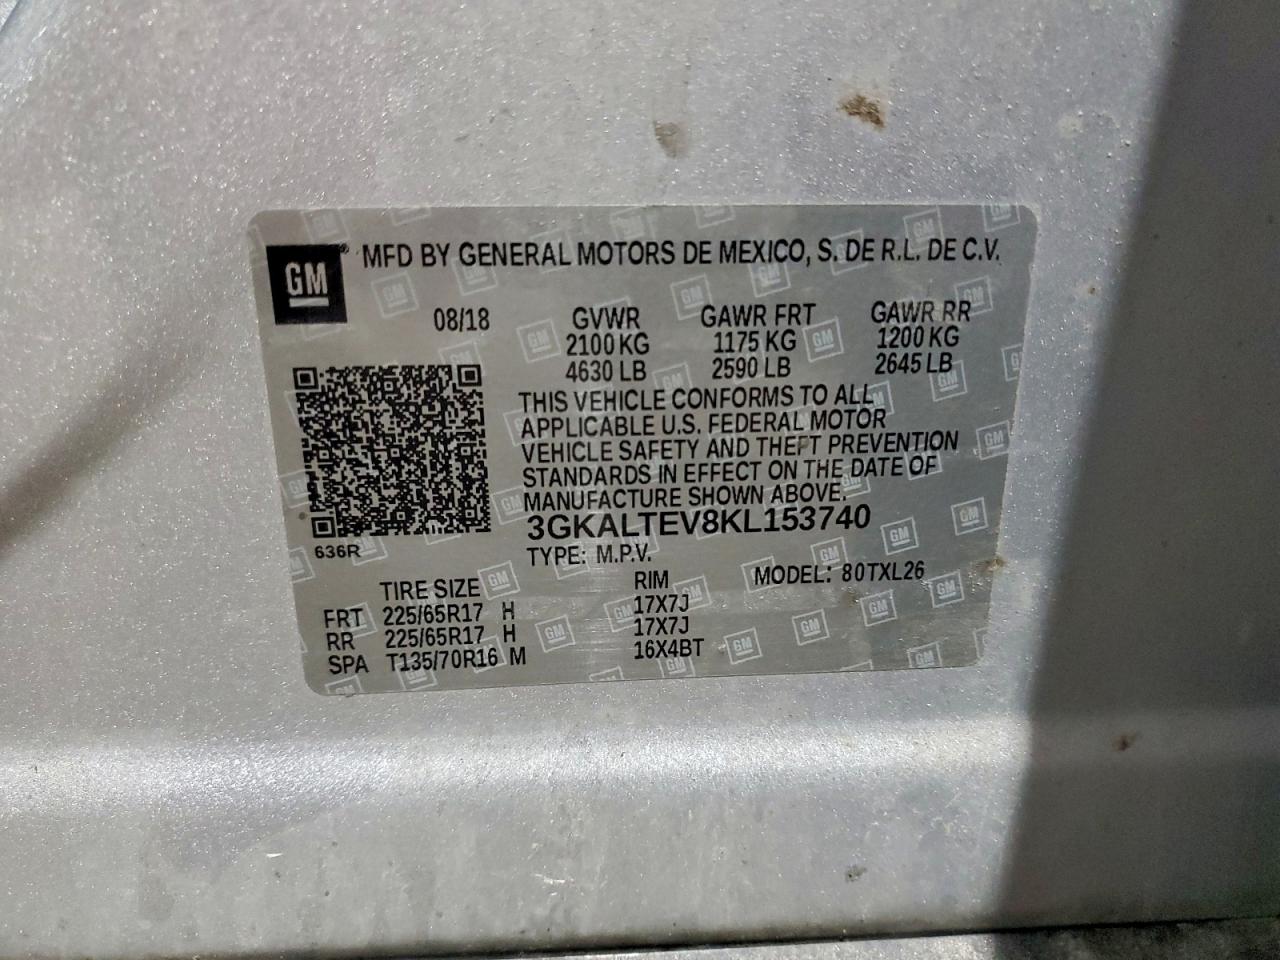 GM
MFD BY GENERAL MOTORS DE MEXICO, S. DE R.L. DE C.V.
08/18 GVWR GAWR FRT GAWR RR
2100 KG 1175 KG 1200 KG
4630 LB 2590 LB 2645 LB
THIS VEHICLE CONFORMS TO ALL
APPLICABLE U.S. FEDERAL MOTOR
VEHICLE SAFETY AND THEFT PREVENTION
STANDARDS IN EFFECT ON THE DATE OF
MANUFACTURE SHOWN ABOVE.
3GKALTEV8KL153740
636R
TYPE: M.P.V.
MODEL: 80TXL26
TIRE SIZE RIM
FRT 225/65R17 H 17X7J
RR 225/65R17 H 17X7J
SPA T135/70R16 M 16X4BT